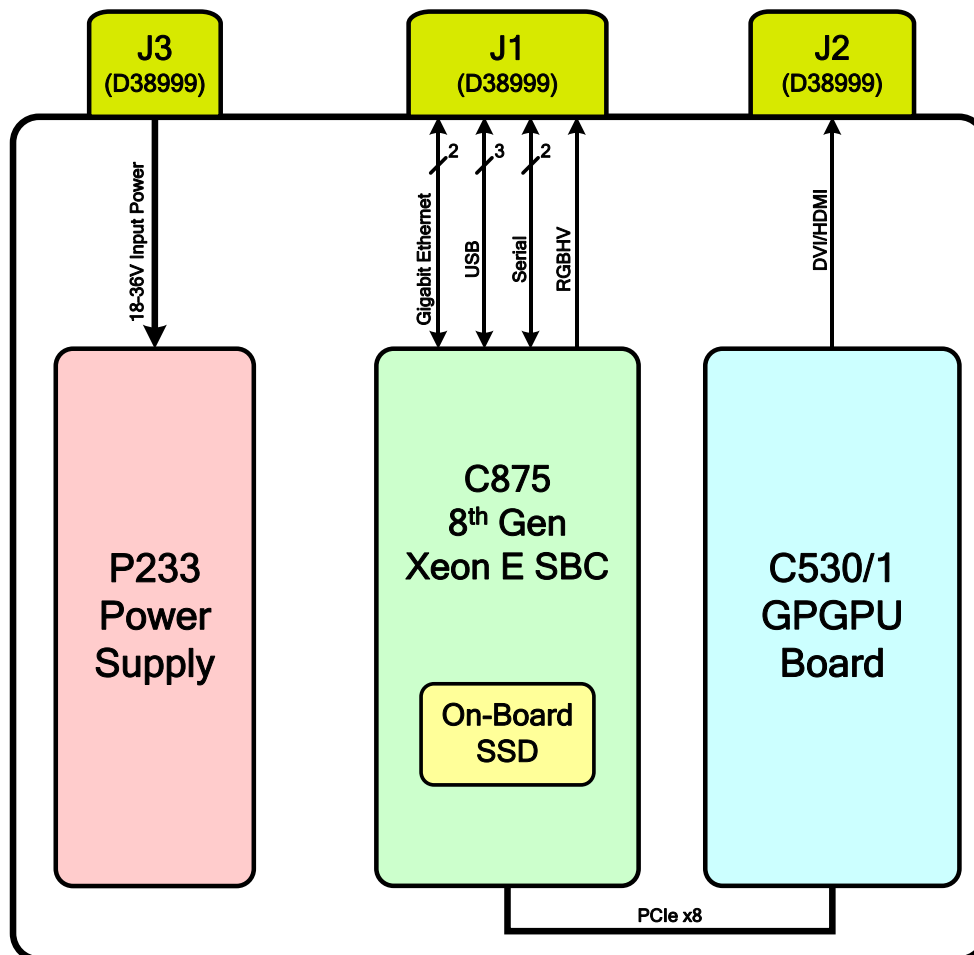 J3
(D38999)
J1
(D38999)
J2
(D38999)
18-36V Input Power
Gigabit Ethernet
2
USB
3
Serial
2
RGBHV
DVI/HDMI
P233
Power
Supply
C875
8th Gen
Xeon E SBC
On-Board
SSD
C530/1
GPGPU
Board
PCIe x8